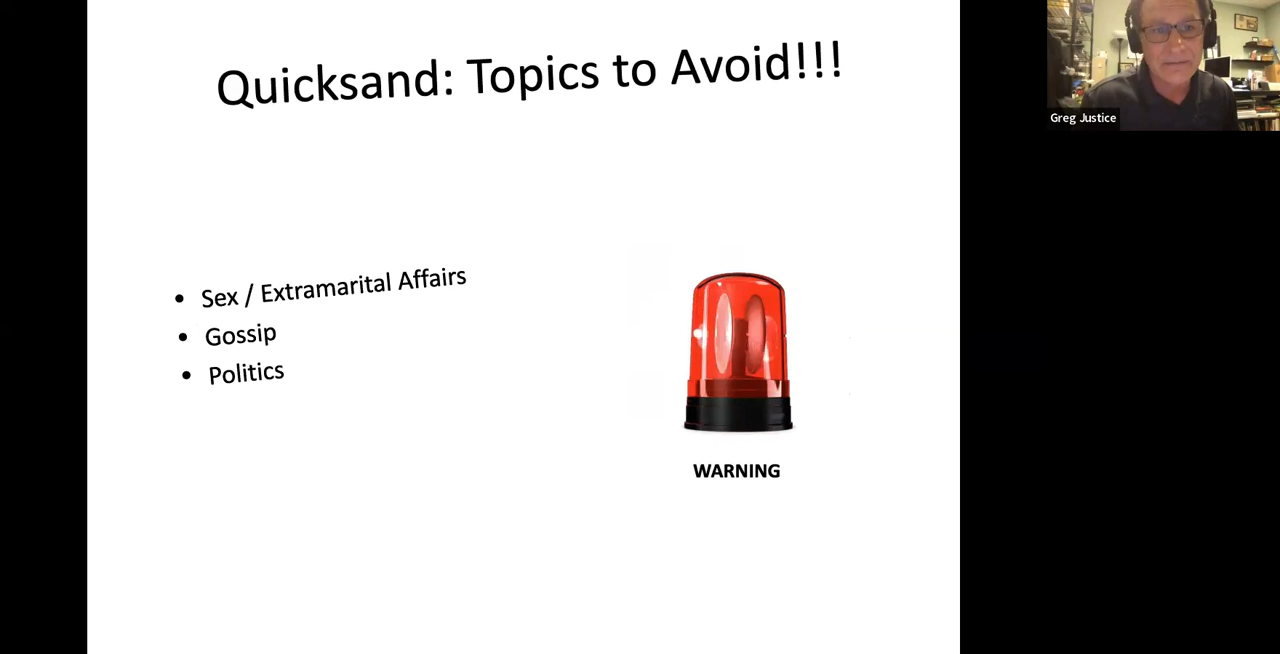 Quicksand: Topics to Avoid!!!
Greg Justice
• Sex / Extramarital Affairs
• Gossip
• Politics
WARNING